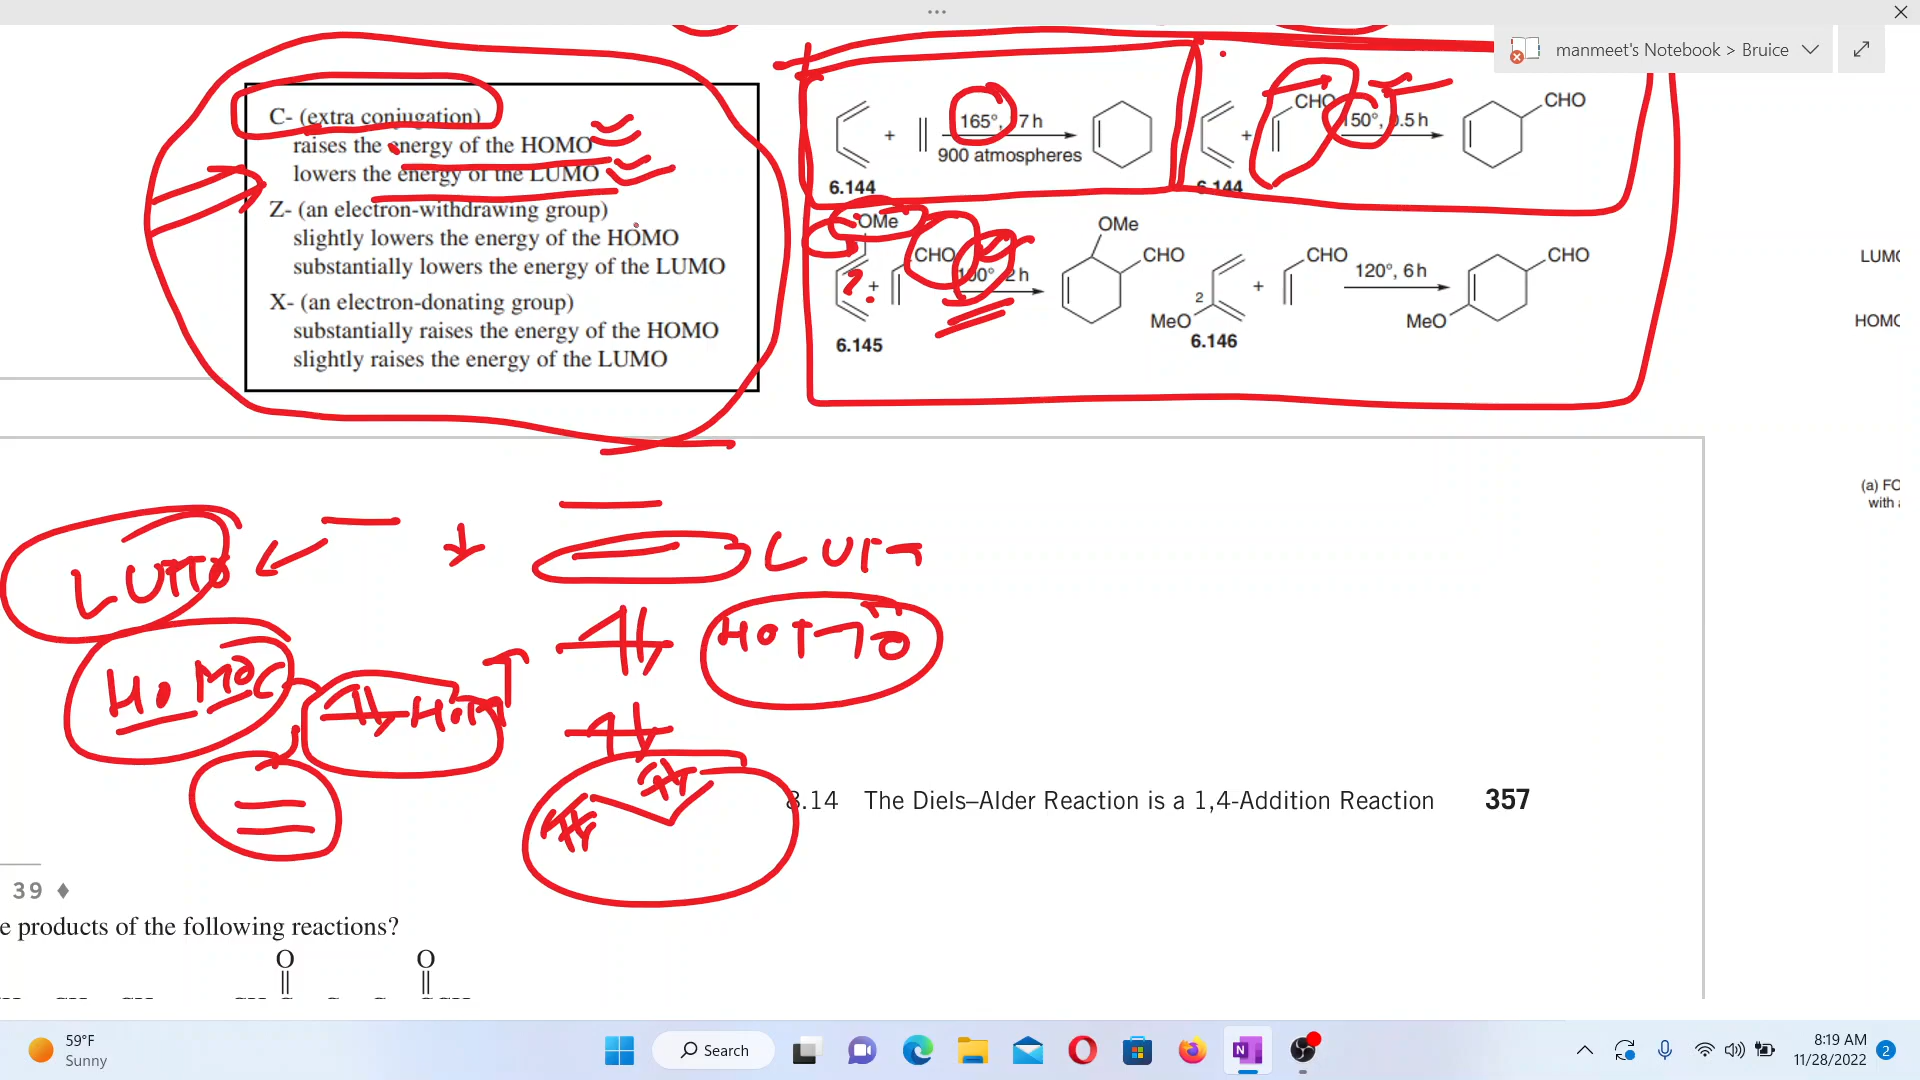 manmeet's Notebook > Bruice
C- (extra conjugation)
raises the energy of the HOMO
lowers the energy of the LUMO
Z- (an electron-withdrawing group)
slightly lowers the energy of the HOMO
substantially lowers the energy of the LUMO
X- (an electron-donating group)
substantially raises the energy of the HOMO
slightly raises the energy of the LUMO
+ 165°, 7 h
900 atmospheres
6.144
CHO
+ 150°, 0.5 h
CHO
6.144
OMe
CHO
+ 100°, 2 h
OMe
CHO
6.145
CHO
2
+ 120°, 6 h
MeO
CHO
MeO
6.146
LUMO
HOMO
(a) FO
with
LUMO
HOMO
HOMO
LUM
HOMO
8.14 The Diels–Alder Reaction is a 1,4-Addition Reaction 357
39 ♦
e products of the following reactions?
O O
59°F
Sunny
Search
8:19 AM
11/28/2022
2